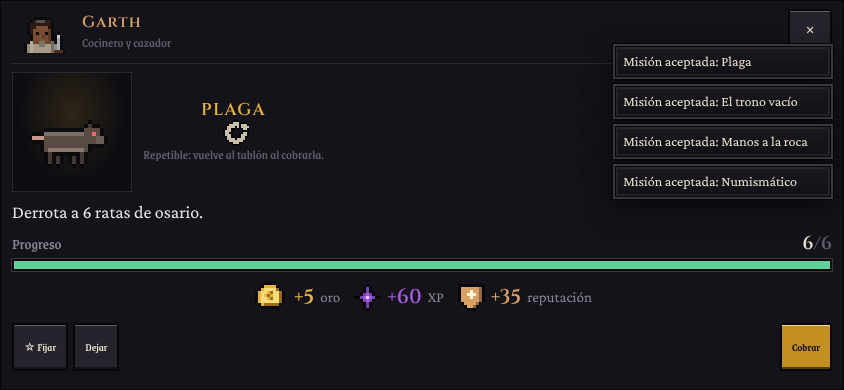 Garth
Cocinero y cazador
×
Misión aceptada: Plaga
Misión aceptada: El trono vacío
Misión aceptada: Manos a la roca
Misión aceptada: Numismático
PLAGA
Repetible: vuelve al tablón al cobrarla.
Derrota a 6 ratas de osario.
Progreso
6/6
+5 oro +60 XP +35 reputación
☆ Fijar
Dejar
Cobrar